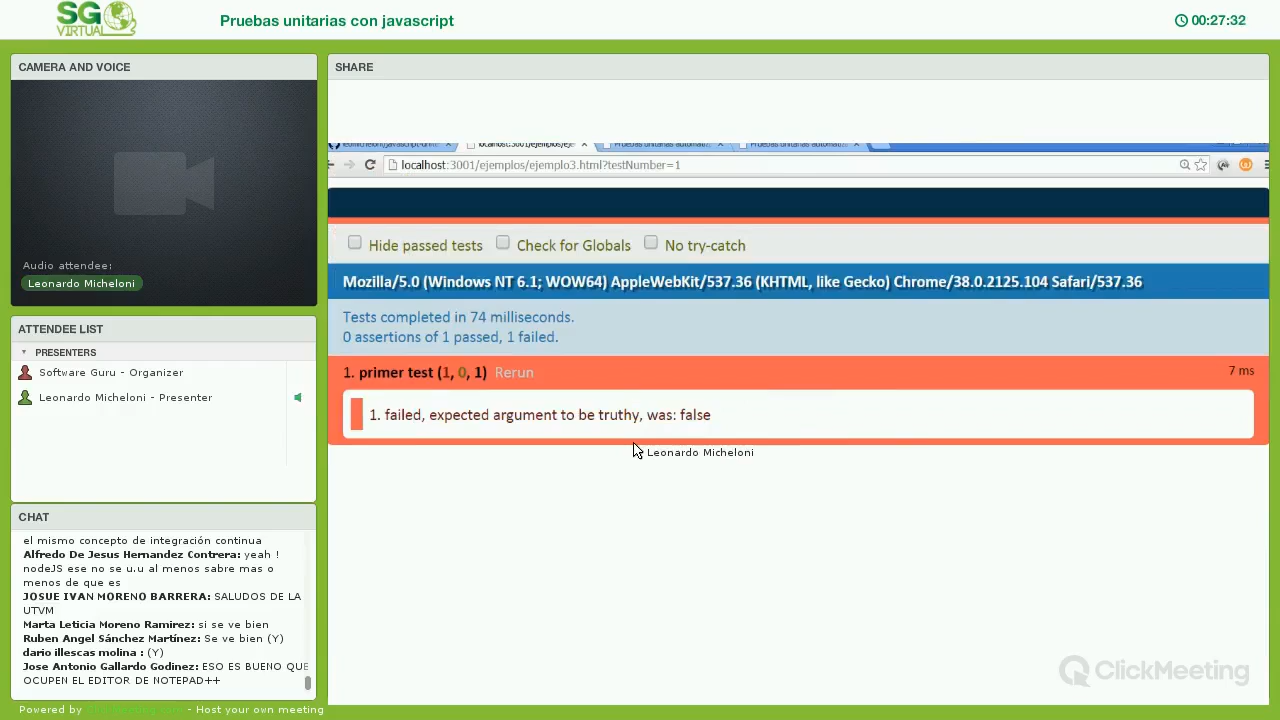 SG
VIRTUAL
Pruebas unitarias con javascript
00:27:32
CAMERA AND VOICE
Audio attendee:
Leonardo Micheloni
ATTENDEE LIST
PRESENTERS
Software Guru - Organizer
Leonardo Micheloni - Presenter
CHAT
el mismo concepto de integración continua
Alfredo De Jesus Hernandez Contrera: yeah !
nodeJS ese no se u.u al menos sabre mas o
menos de que es
JOSUE IVAN MORENO BARRERA: SALUDOS DE LA
UTVM
Marta Leticia Moreno Ramirez: si se ve bien
Ruben Angel Sánchez Martínez: Se ve bien (Y)
dario illescas molina : (Y)
Jose Antonio Gallardo Godinez: ESO ES BUENO QUE
OCUPEN EL EDITOR DE NOTEPAD++
Powered by ClickMeeting.com - Host your own meeting
SHARE
localhost:3001/ejemplos/ejemplo3.html?testNumber=1
Hide passed tests Check for Globals No try-catch
Mozilla/5.0 (Windows NT 6.1; WOW64) AppleWebKit/537.36 (KHTML, like Gecko) Chrome/38.0.2125.104 Safari/537.36
Tests completed in 74 milliseconds.
0 assertions of 1 passed, 1 failed.
1. primer test (1, 0, 1) Rerun 7 ms
1. failed, expected argument to be truthy, was: false
Leonardo Micheloni
ClickMeeting